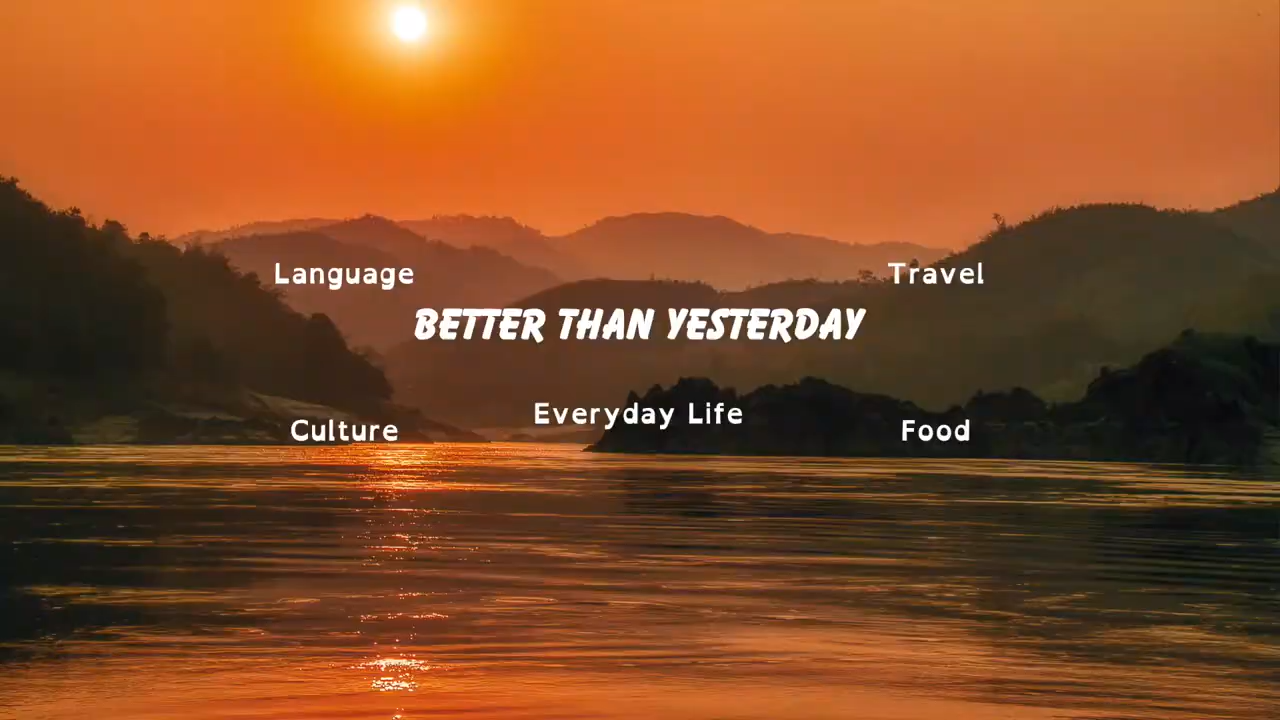 Language
Travel
BETTER THAN YESTERDAY
Everyday Life
Culture
Food